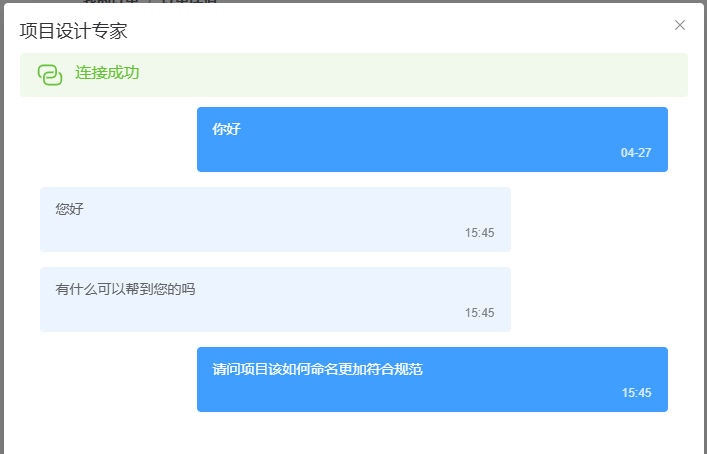 项目设计专家
连接成功
你好
04-27
您好
15:45
有什么可以帮到您的吗
15:45
请问项目该如何命名更加符合规范
15:45